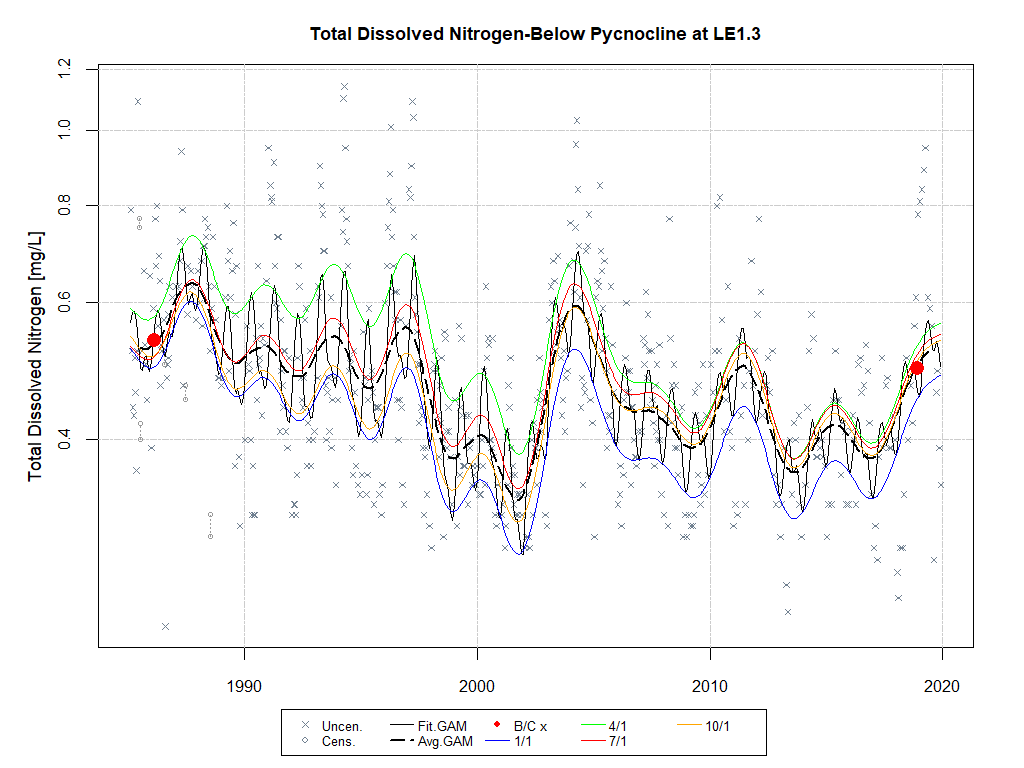 Total Dissolved Nitrogen-Below Pycnocline at LE1.3
Total Dissolved Nitrogen [mg/L]
1.2
1.0
0.8
0.6
0.4
1990 2000 2010 2020
Uncen. Fit.GAM B/C x 4/1 10/1
Cens. Avg.GAM 1/1 7/1